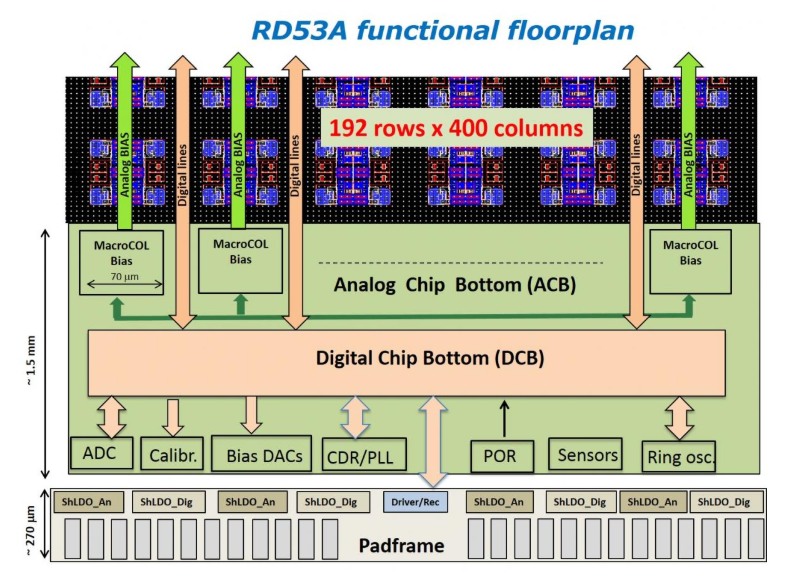 RD53A functional floorplan
192 rows x 400 columns
Analog BIAS
Digital lines
Analog BIAS
Digital lines
Digital lines
Analog BIAS
MacroCOL
Bias
70 µm
MacroCOL
Bias
MacroCOL
Bias
Analog Chip Bottom (ACB)
~ 1.5 mm
Digital Chip Bottom (DCB)
ADC
Calibr.
Bias DACs
CDR/PLL
POR
Sensors
Ring osc.
~ 270 µm
ShLDO_An
ShLDO_Dig
ShLDO_An
ShLDO_Dig
Driver/Rec
ShLDO_An
ShLDO_Dig
ShLDO_An
ShLDO_Dig
Padframe